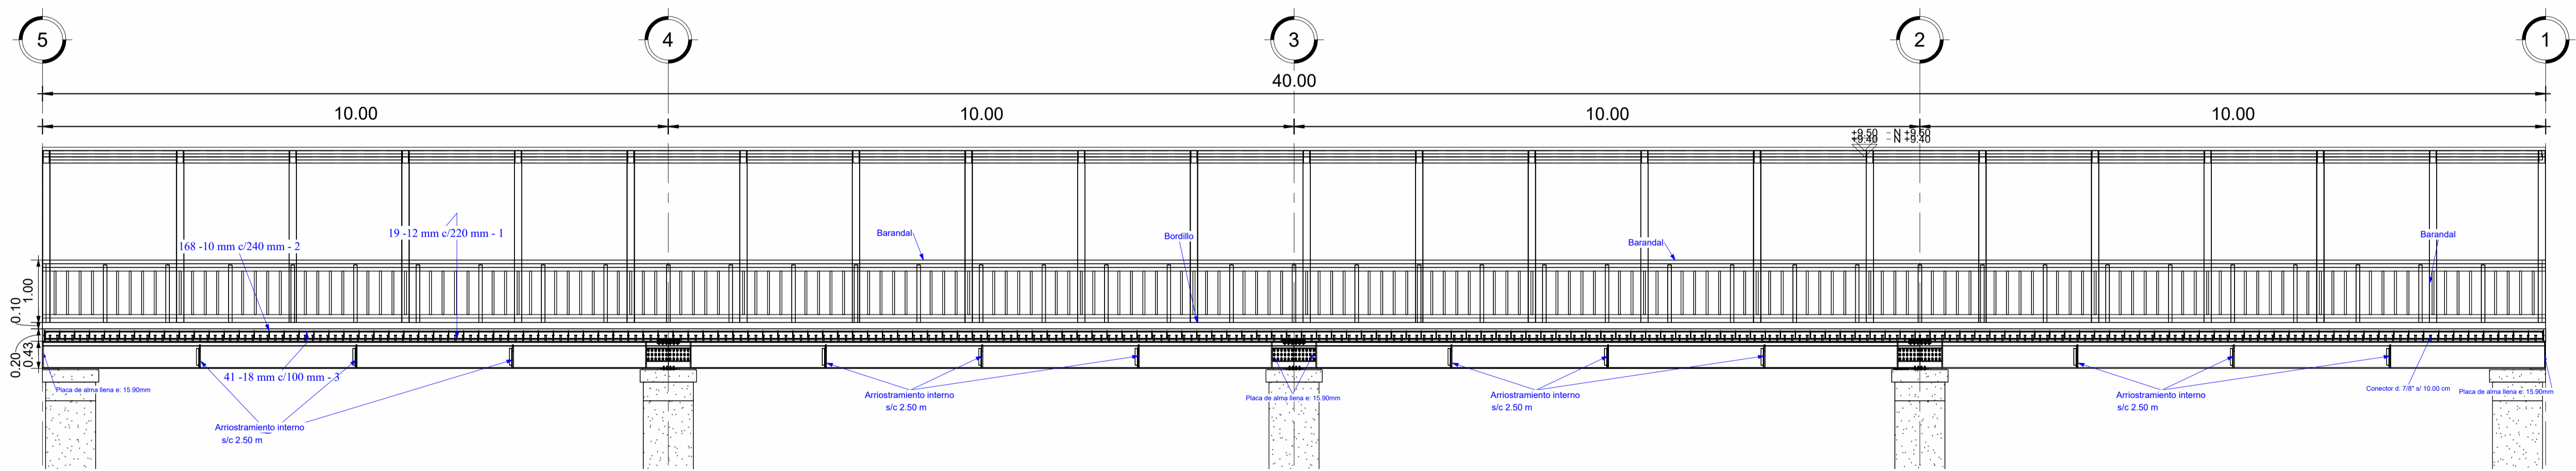 5
4
3
2
1
40.00
10.00
10.00
10.00
10.00
+9.50 - N +9.50
+9.40 - N +9.40
19 -12 mm c/220 mm - 1
168 -10 mm c/240 mm - 2
Barandal
Bordillo
Barandal
Barandal
1.00
0.10
0.43
0.20
41 -18 mm c/100 mm - 3
Placa de alma llena e: 15.90mm
Arriostramiento interno
s/c 2.50 m
Arriostramiento interno
s/c 2.50 m
Placa de alma llena e: 15.90mm
Arriostramiento interno
s/c 2.50 m
Arriostramiento interno
s/c 2.50 m
Conector d: 7/8" s/ 10.00 cm
Placa de alma llena e: 15.90mm